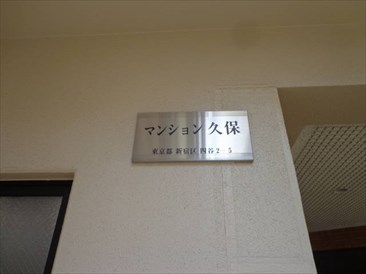 マンション 久保
東京都 新宿区 四谷2-5